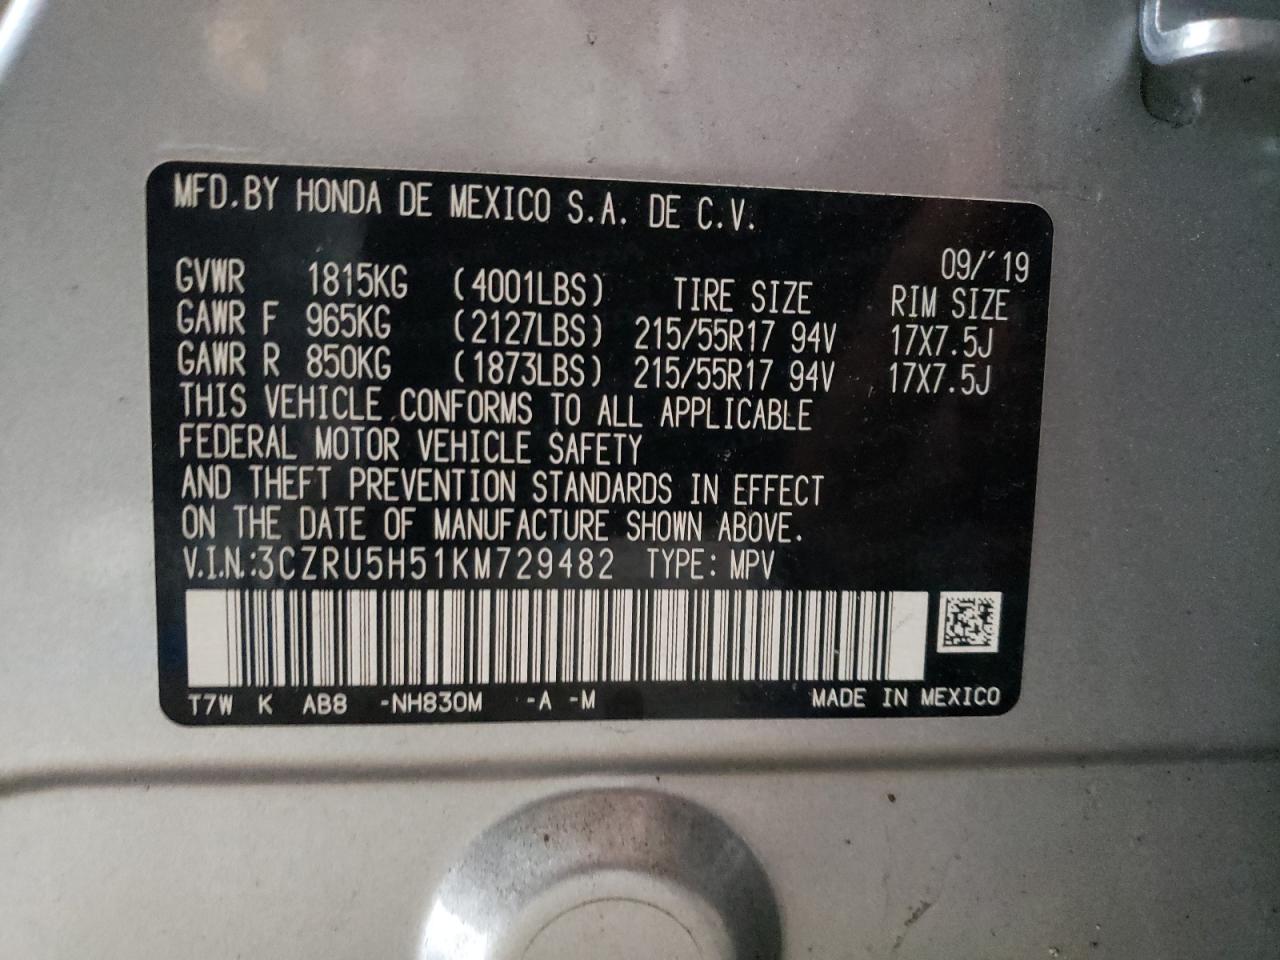 MFD.BY HONDA DE MEXICO S.A. DE C.V.
09/´19
GVWR 1815KG (4001LBS) TIRE SIZE RIM SIZE
GAWR F 965KG (2127LBS) 215/55R17 94V 17X7.5J
GAWR R 850KG (1873LBS) 215/55R17 94V 17X7.5J
THIS VEHICLE CONFORMS TO ALL APPLICABLE
FEDERAL MOTOR VEHICLE SAFETY
AND THEFT PREVENTION STANDARDS IN EFFECT
ON THE DATE OF MANUFACTURE SHOWN ABOVE.
V.I.N.:3CZRU5H51KM729482 TYPE: MPV
T7W K AB8 -NH830M -A -M MADE IN MEXICO